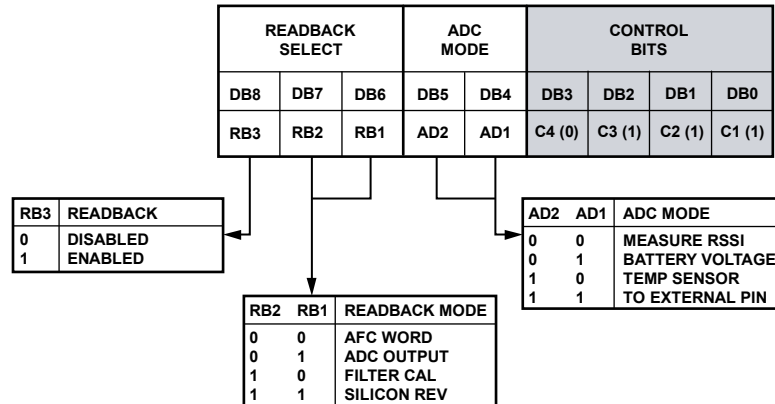 READBACK SELECT ADC MODE CONTROL BITS
DB8 DB7 DB6 DB5 DB4 DB3 DB2 DB1 DB0
RB3 RB2 RB1 AD2 AD1 C4 (0) C3 (1) C2 (1) C1 (1)
RB3 READBACK
0 DISABLED
1 ENABLED
AD2 AD1 ADC MODE
0 0 MEASURE RSSI
0 1 BATTERY VOLTAGE
1 0 TEMP SENSOR
1 1 TO EXTERNAL PIN
RB2 RB1 READBACK MODE
0 0 AFC WORD
0 1 ADC OUTPUT
1 0 FILTER CAL
1 1 SILICON REV